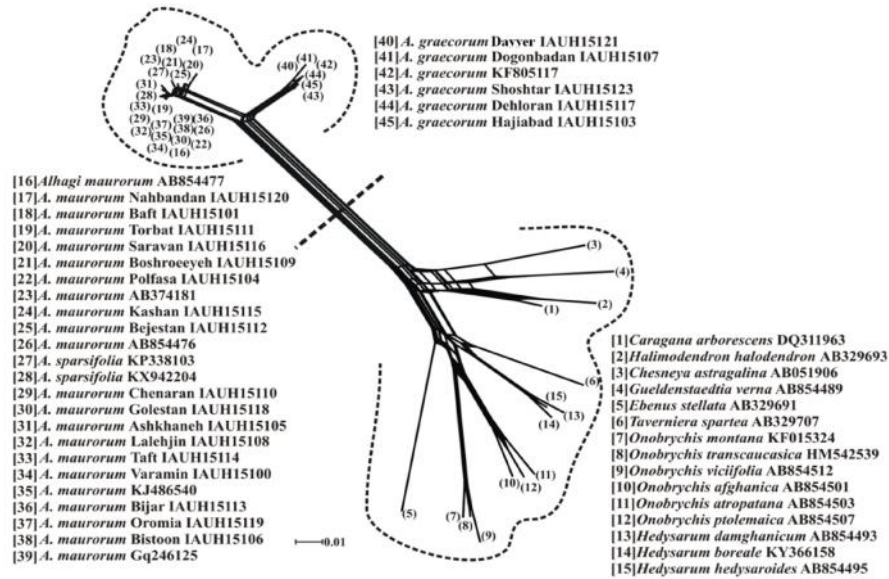 (24)
(18)
(17)
(23) (21) (20)
(27) (25)
(31)
(28)
(33) (19)
(29) (39) (36)
(32) (37) (38) (26)
(35) (30) (22)
(34) (16)
(41)
(40) (42)
(44)
(45)
(43)
[40]A. graecorum Davver IAUH15121
[41]A. graecorum Dogonbadan IAUH15107
[42]A. graecorum KF805117
[43]A. graecorum Shoshtar IAUH15123
[44]A. graecorum Dehloran IAUH15117
[45]A. graecorum Hajiabad IAUH15103
[16]Alhagi maurorum AB854477
[17]A. maurorum Nahbandan IAUH15120
[18]A. maurorum Baft IAUH15101
[19]A. maurorum Torbat IAUH15111
[20]A. maurorum Saravan IAUH15116
[21]A. maurorum Boshroeeyeh IAUH15109
[22]A. maurorum Polfasa IAUH15104
[23]A. maurorum AB374181
[24]A. maurorum Kashan IAUH15115
[25]A. maurorum Bejestan IAUH15112
[26]A. maurorum AB854476
[27]A. sparsifolia KP338103
[28]A. sparsifolia KX942204
[29]A. maurorum Chenaran IAUH15110
[30]A. maurorum Golestan IAUH15118
[31]A. maurorum Ashkhaneh IAUH15105
[32]A. maurorum Lalehjin IAUH15108
[33]A. maurorum Taft IAUH15114
[34]A. maurorum Varamin IAUH15100
[35]A. maurorum KJ486540
[36]A. maurorum Bijar IAUH15113
[37]A. maurorum Oromia IAUH15119
[38]A. maurorum Bistoon IAUH15106
[39]A. maurorum Gq246125
(3)
(4)
(2)
(1)
(6)
(15)
(13)
(14)
(11)
(10) (12)
(5)
(7) (8)
(9)
0.01
[1]Caragana arborescens DQ311963
[2]Halimodendron halodendron AB329693
[3]Chesneya astragalina AB051906
[4]Gueldenstaedtia verna AB854489
[5]Ebenus stellata AB329691
[6]Taverniera spartea AB329707
[7]Onobrychis montana KF015324
[8]Onobrychis transcaucasica HM542539
[9]Onobrychis viciifolia AB854512
[10]Onobrychis afghanica AB854501
[11]Onobrychis atropatana AB854503
[12]Onobrychis ptolemaica AB854507
[13]Hedysarum damghanicum AB854493
[14]Hedysarum boreale KY366158
[15]Hedysarum hedysaroides AB854495